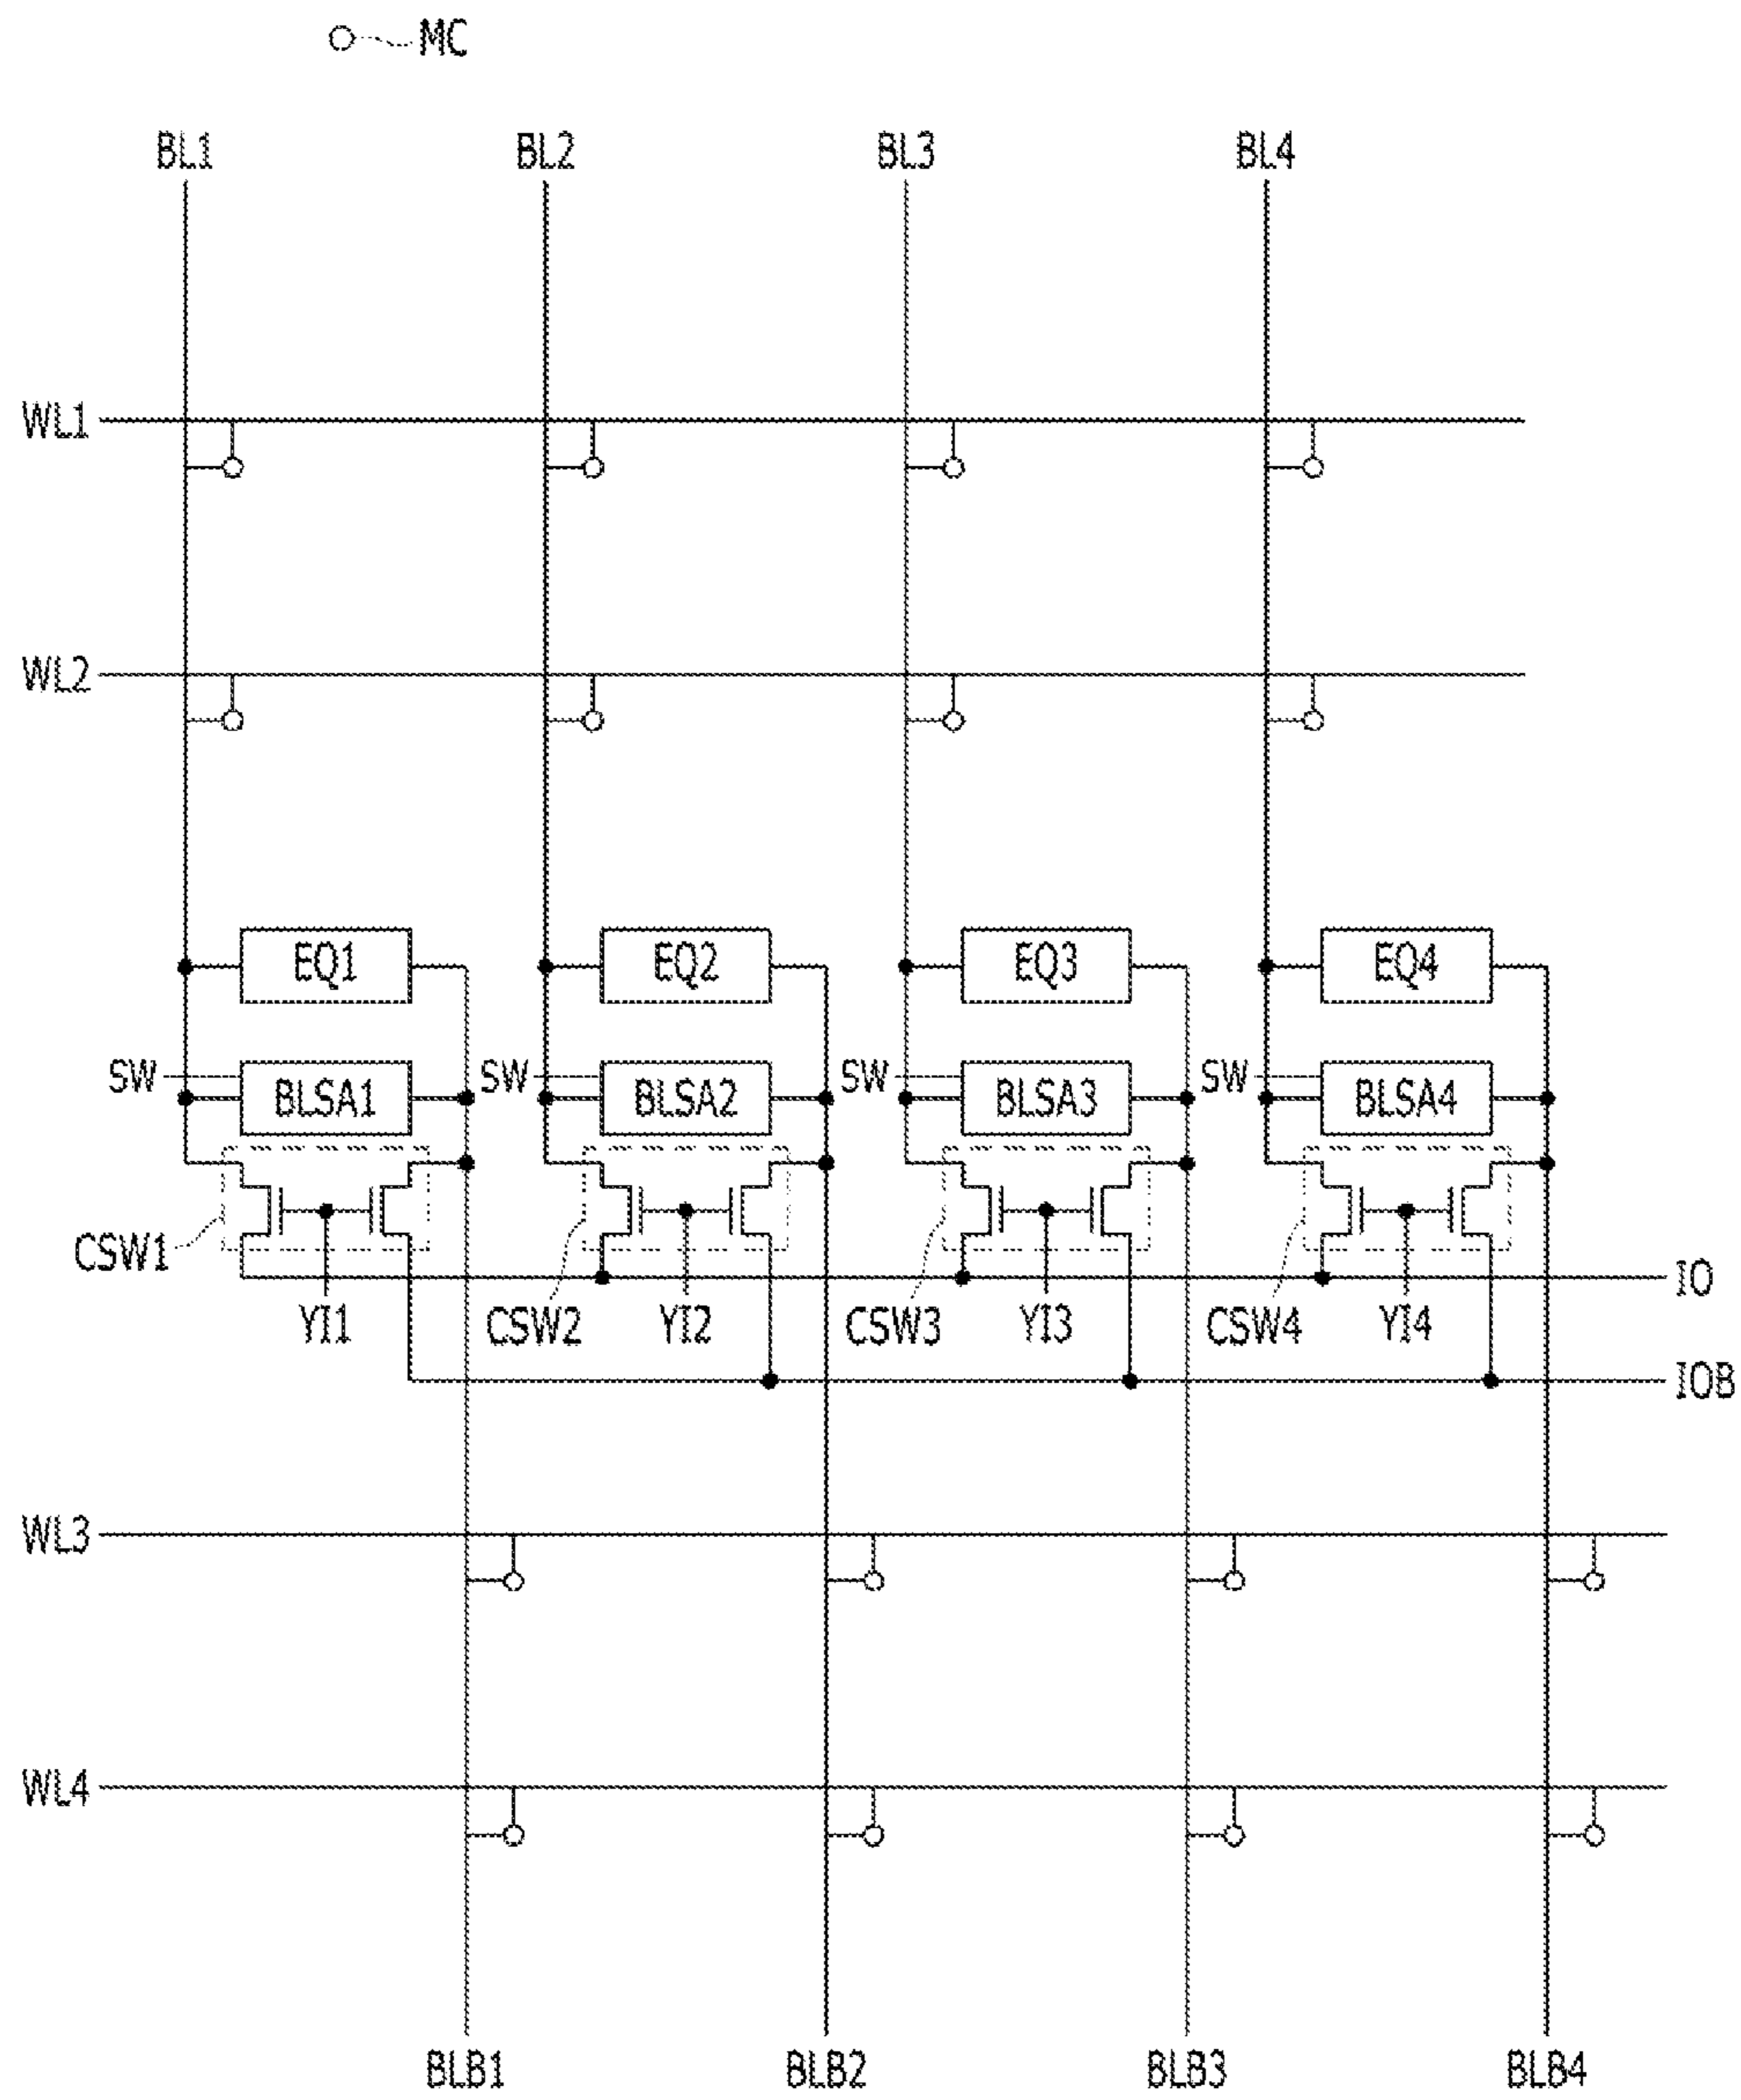 MC
BL1 BL2 BL3 BL4
WL1
WL2
EQ1 EQ2 EQ3 EQ4
SW BLSA1 SW BLSA2 SW BLSA3 SW BLSA4
CSW1
IO
YI1 CSW2 YI2 CSW3 YI3 CSW4 YI4
IOB
WL3
WL4
BLB1 BLB2 BLB3 BLB4